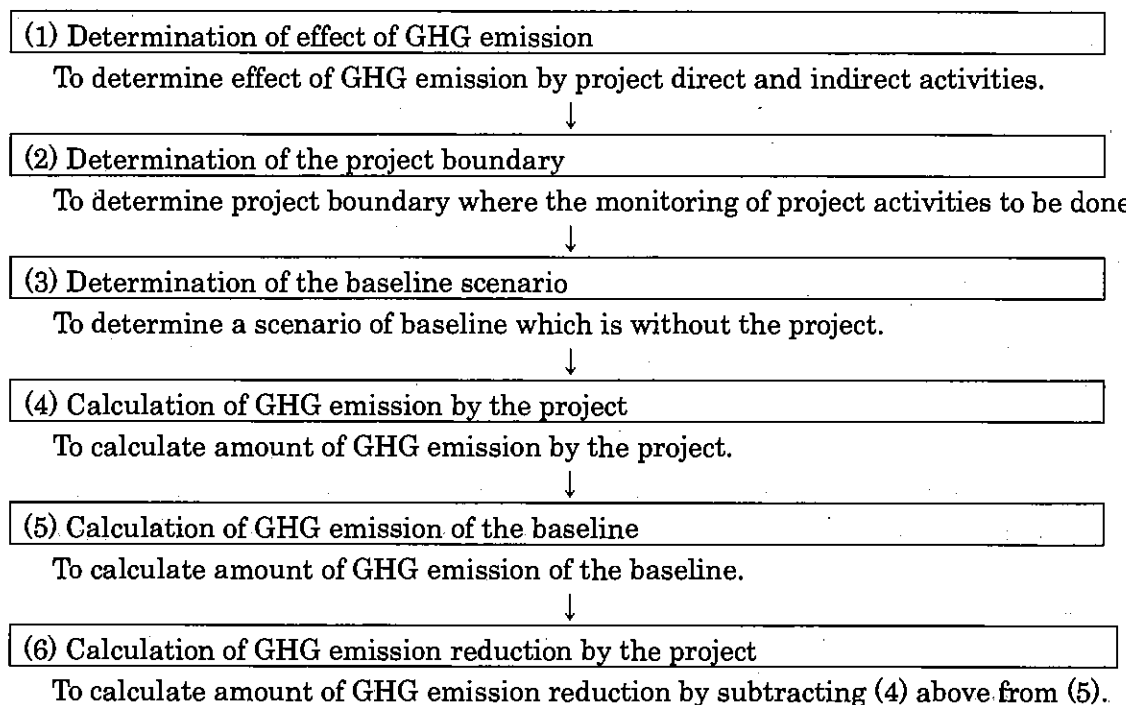 (1) Determination of effect of GHG emission
To determine effect of GHG emission by project direct and indirect activities.
↓
(2) Determination of the project boundary
To determine project boundary where the monitoring of project activities to be done
↓
(3) Determination of the baseline scenario
To determine a scenario of baseline which is without the project.
↓
(4) Calculation of GHG emission by the project
To calculate amount of GHG emission by the project.
↓
(5) Calculation of GHG emission of the baseline
To calculate amount of GHG emission of the baseline.
↓
(6) Calculation of GHG emission reduction by the project
To calculate amount of GHG emission reduction by subtracting (4) above from (5).